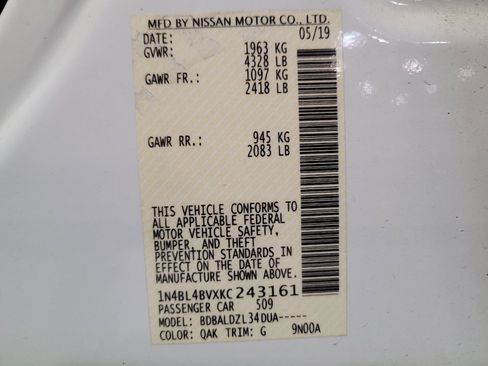 MFD BY NISSAN MOTOR CO., LTD.
DATE: 05/19
GVWR: 1963 KG
4328 LB
GAWR FR.: 1097 KG
2418 LB
GAWR RR.: 945 KG
2083 LB
THIS VEHICLE CONFORMS TO
ALL APPLICABLE FEDERAL
MOTOR VEHICLE SAFETY,
BUMPER, AND THEFT
PREVENTION STANDARDS IN
EFFECT ON THE DATE OF
MANUFACTURE SHOWN ABOVE.
1N4BL4BVXKC243161
PASSENGER CAR 509
MODEL: BDBALDZL34DUA-----
COLOR: QAK TRIM: G 9N00A